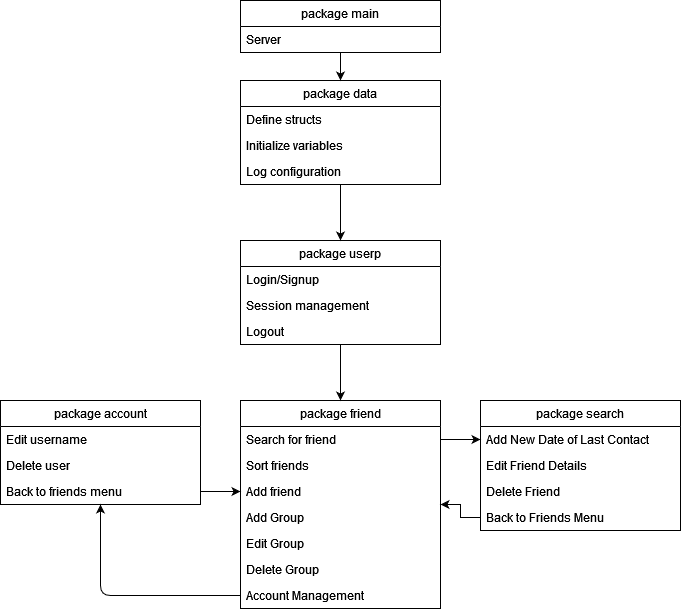 package main
Server
package data
Define structs
Initialize variables
Log configuration
package userp
Login/Signup
Session management
Logout
package account
Edit username
Delete user
Back to friends menu
package friend
Search for friend
Sort friends
Add friend
Add Group
Edit Group
Delete Group
Account Management
package search
Add New Date of Last Contact
Edit Friend Details
Delete Friend
Back to Friends Menu